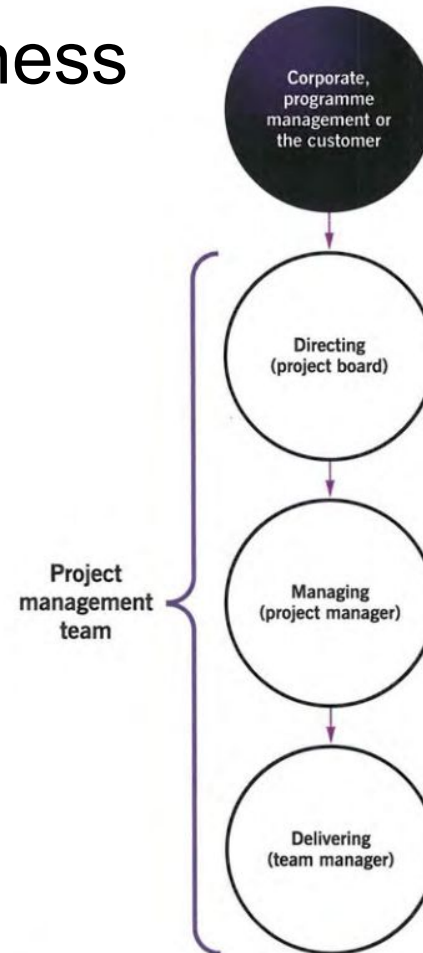 ness
Corporate,
programme
management or
the customer
Directing
(project board)
Project
management
team
Managing
(project manager)
Delivering
(team manager)